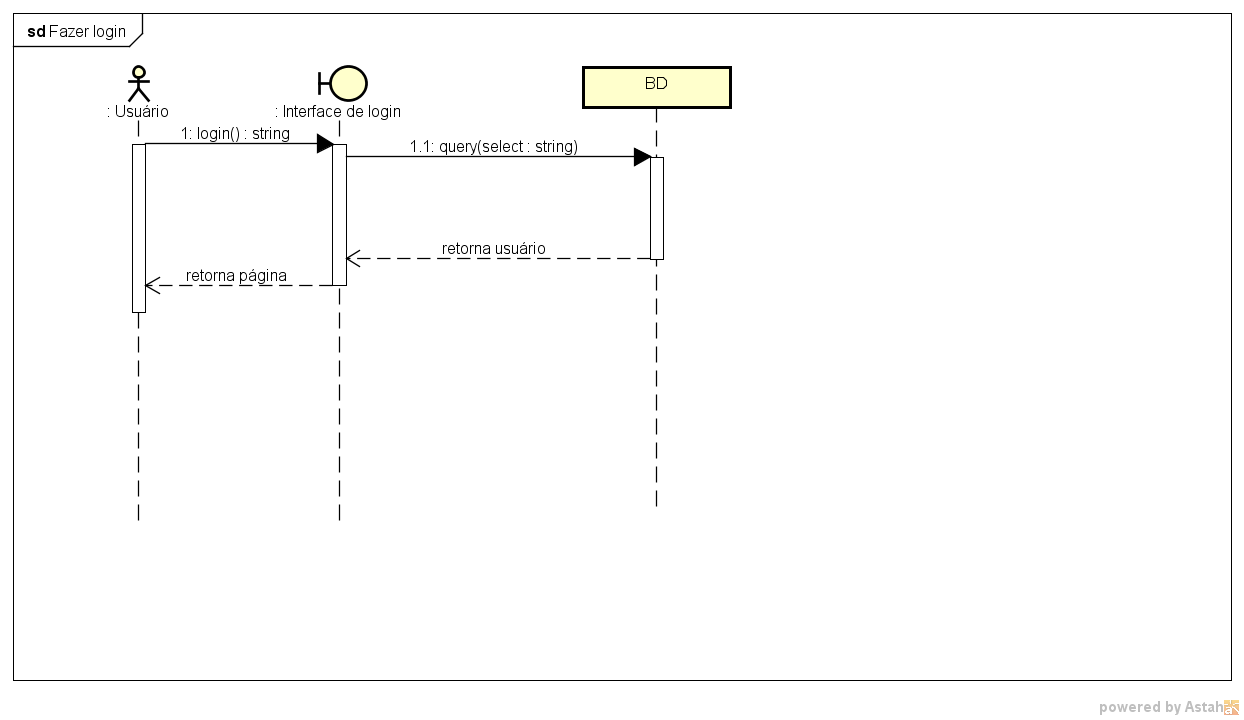 sd Fazer login
: Usuário
: Interface de login
BD
1: login() : string
1.1: query(select : string)
retorna usuário
retorna página
powered by Astah